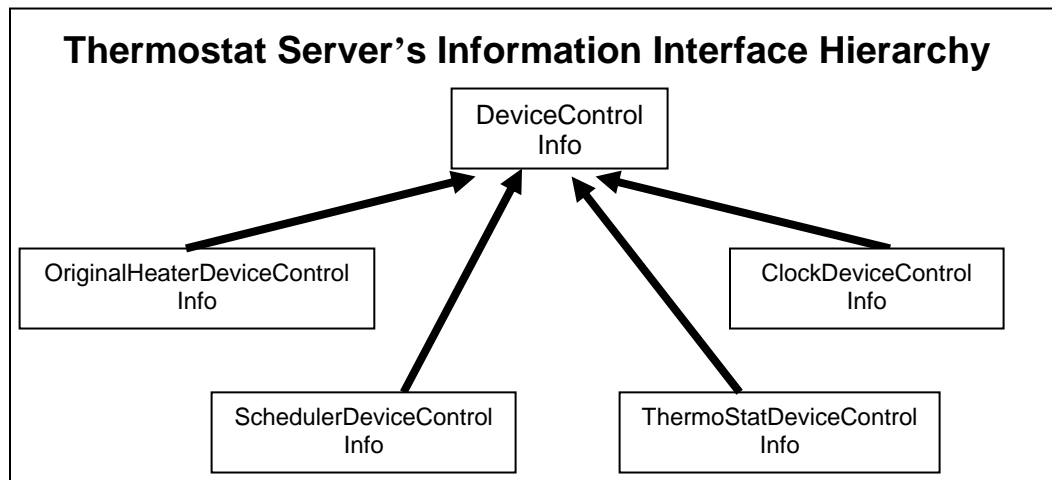 Thermostat Server’s Information Interface Hierarchy
DeviceControl
Info
OriginalHeaterDeviceControl
Info
ClockDeviceControl
Info
SchedulerDeviceControl
Info
ThermoStatDeviceControl
Info